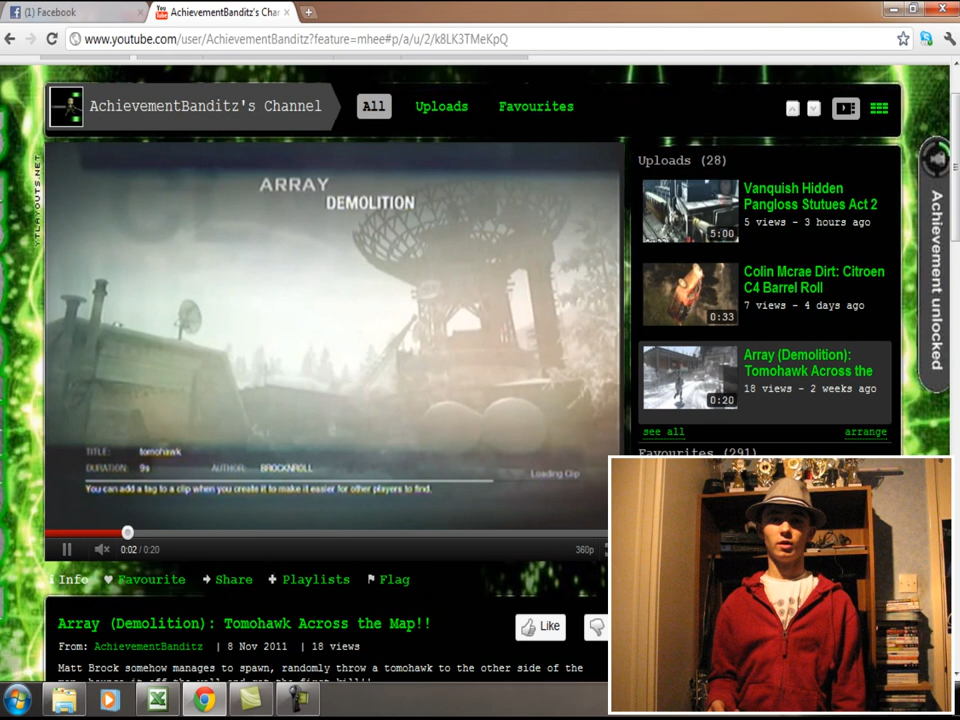 (1) Facebook
AchievementBanditz's Char
www.youtube.com/user/AchievementBanditz?feature=mhee#p/a/u/2/k8LK3TMeKpQ
AchievementBanditz's Channel
All
Uploads
Favourites
YTLAYOUTS.NET
ARRAY
DEMOLITION
TITLE: tomohawk
DURATION: 9s AUTHOR: BROCKNROLL
Loading Clip
You can add a tag to a clip when you create it to make it easier for other players to find.
0:02 / 0:20
360p
Uploads (28)
Vanquish Hidden
Pangloss Statues Act 2
5 views - 3 hours ago
5:00
Colin Mcrae Dirt: Citroen
C4 Barrel Roll
7 views - 4 days ago
0:33
Array (Demolition):
Tomohawk Across the
18 views - 2 weeks ago
0:20
see all
arrange
Favourites (291)
Achievement unlocked
Info
Favourite
Share
Playlists
Flag
Array (Demolition): Tomohawk Across the Map!!
Like
From: AchievementBanditz | 8 Nov 2011 | 18 views
Matt Brock somehow manages to spawn, randomly throw a tomohawk to the other side of the